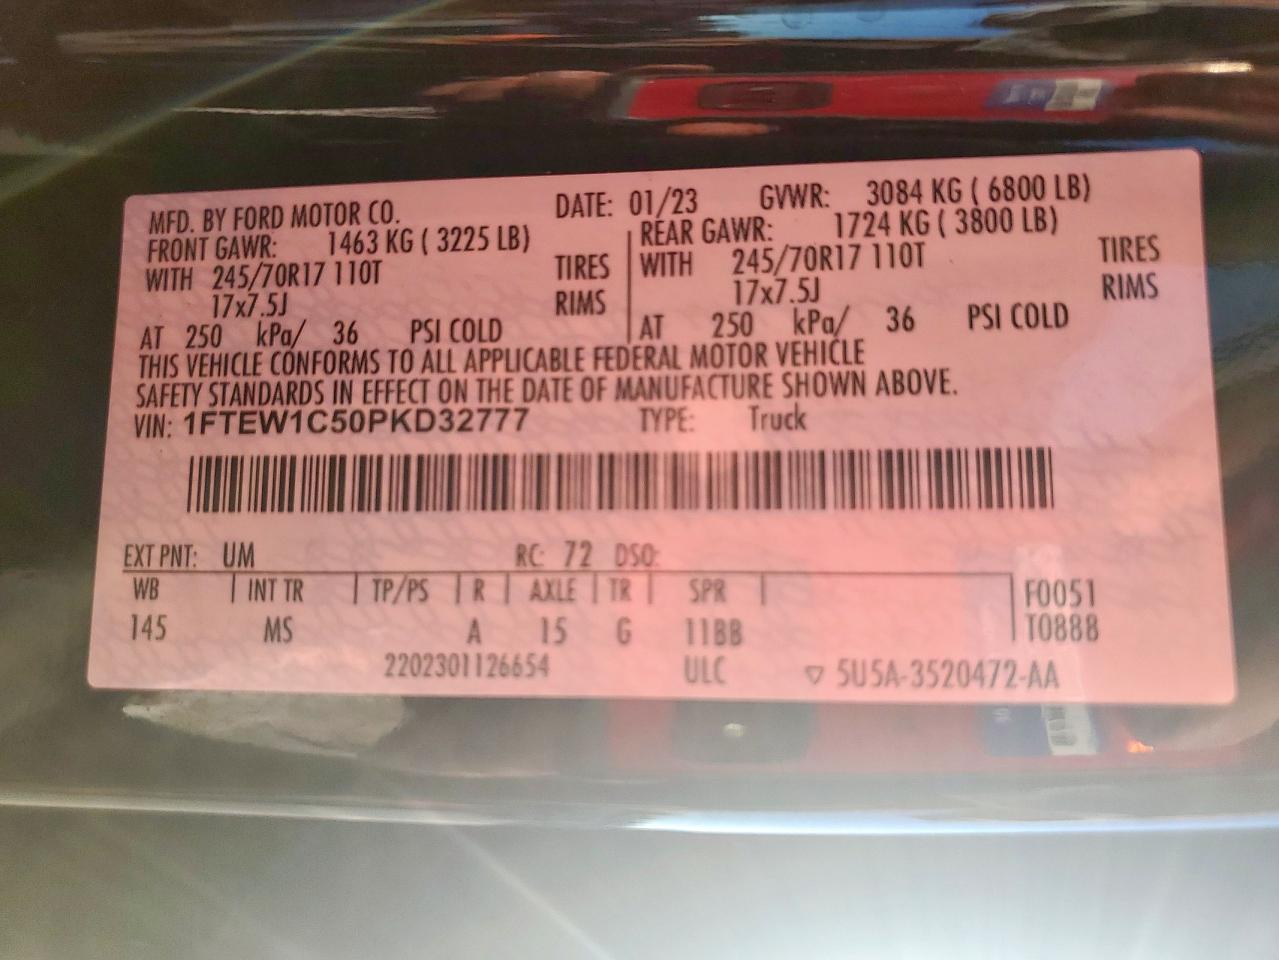 MFD. BY FORD MOTOR CO. DATE: 01/23 GVWR: 3084 KG ( 6800 LB)
FRONT GAWR: 1463 KG ( 3225 LB) REAR GAWR: 1724 KG ( 3800 LB)
WITH 245/70R17 110T TIRES WITH 245/70R17 110T TIRES
17x7.5J RIMS 17x7.5J RIMS
AT 250 kPa/ 36 PSI COLD AT 250 kPa/ 36 PSI COLD
THIS VEHICLE CONFORMS TO ALL APPLICABLE FEDERAL MOTOR VEHICLE
SAFETY STANDARDS IN EFFECT ON THE DATE OF MANUFACTURE SHOWN ABOVE.
VIN: 1FTEW1C50PKD32777 TYPE: Truck
EXT PNT: UM RC: 72 DSO:
WB INT TR TP/PS R AXLE TR SPR F0051
145 MS A 15 G 11BB T0888
2202301126654 ULC ▽ 5U5A-3520472-AA